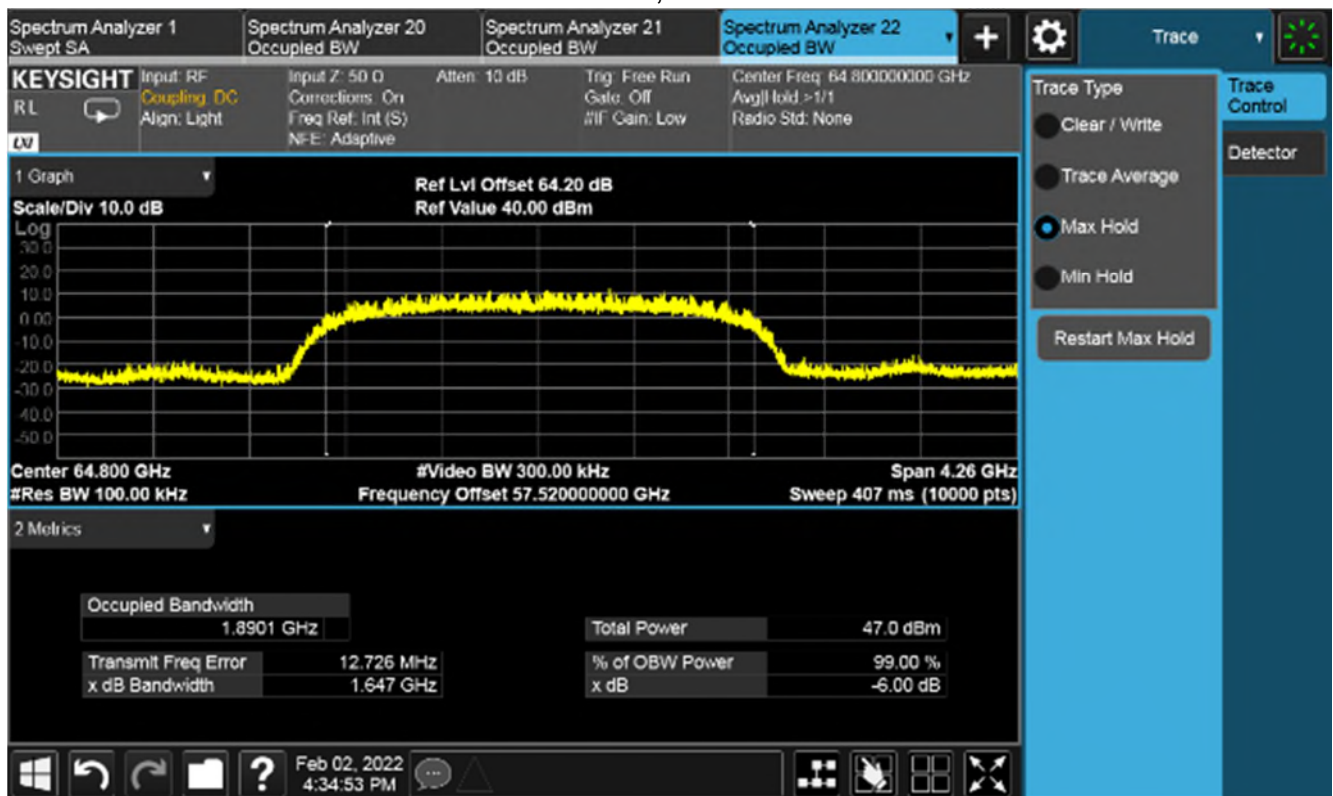 Spectrum Analyzer 1
Swept SA
Spectrum Analyzer 20
Occupied BW
Spectrum Analyzer 21
Occupied BW
Spectrum Analyzer 22
Occupied BW
+
Trace
KEYSIGHT
RL
LXI
Input: RF
Coupling: DC
Align: Light
Input Z: 50 Ω
Corrections: On
Freq Ref: Int (S)
NFE: Adaptive
Atten: 10 dB
Trig: Free Run
Gate: Off
#IF Gain: Low
Center Freq: 64.800000000 GHz
Avg|Hold:>1/1
Radio Std: None
1 Graph
Scale/Div 10.0 dB
Ref Lvl Offset 64.20 dB
Ref Value 40.00 dBm
Log
30.0
20.0
10.0
0.00
-10.0
-20.0
-30.0
-40.0
-50.0
Center 64.800 GHz
#Video BW 300.00 kHz
Span 4.26 GHz
#Res BW 100.00 kHz
Frequency Offset 57.520000000 GHz
Sweep 407 ms (10000 pts)
2 Metrics
Occupied Bandwidth
1.8901 GHz
Total Power 47.0 dBm
Transmit Freq Error 12.726 MHz
% of OBW Power 99.00 %
x dB Bandwidth 1.647 GHz
x dB -6.00 dB
Trace Type
Clear / Write
Trace Average
Max Hold
Min Hold
Restart Max Hold
Trace
Control
Detector
?
Feb 02, 2022
4:34:53 PM